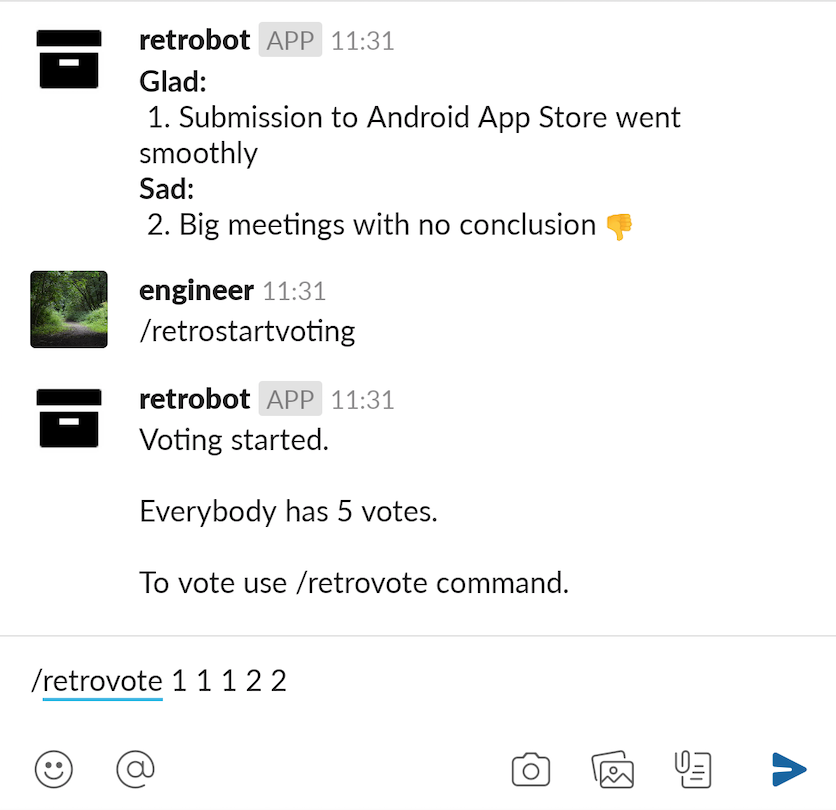 retrobot APP 11:31
Glad:
1. Submission to Android App Store went
smoothly
Sad:
2. Big meetings with no conclusion 👎
engineer 11:31
/retrostartvoting
retrobot APP 11:31
Voting started.
Everybody has 5 votes.
To vote use /retrovote command.
/retrovote 1 1 1 2 2